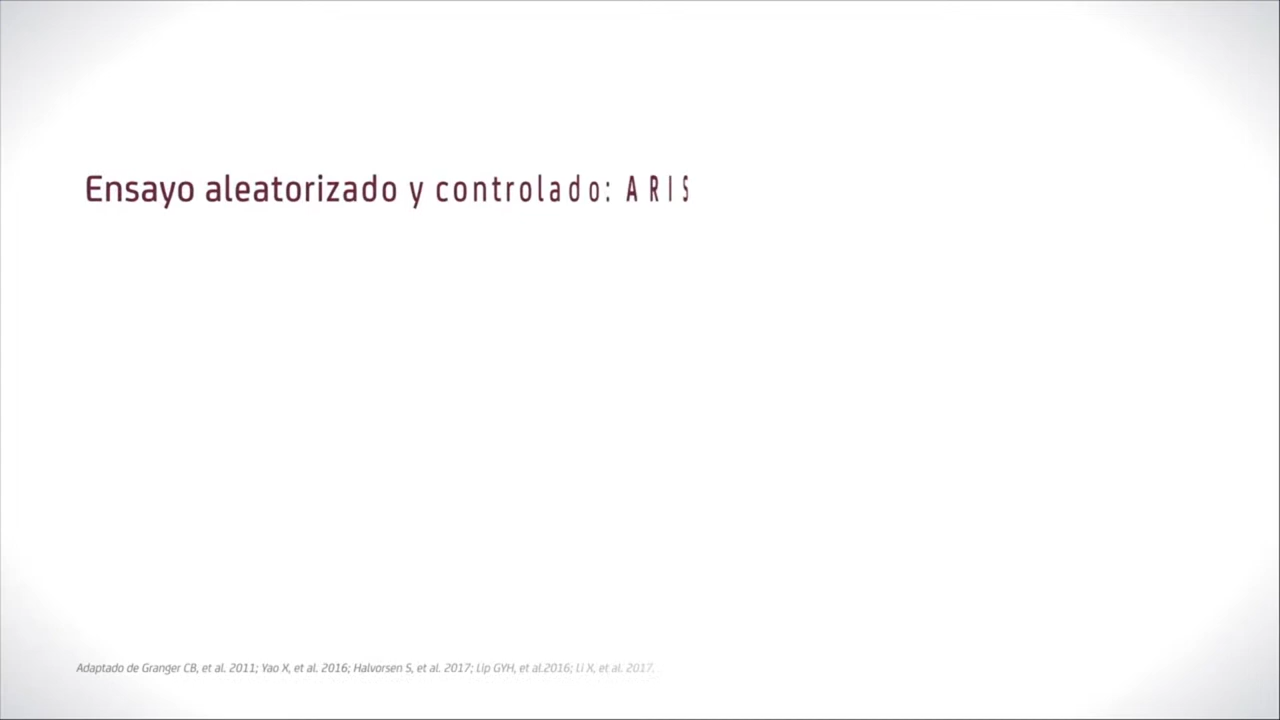 Ensayo aleatorizado y controlado: ARIS
Adaptado de Granger CB, et al. 2011; Yao X, et al. 2016; Halvorsen S, et al. 2017; Lip GYH, et al.2016; Li X, et al. 2017.